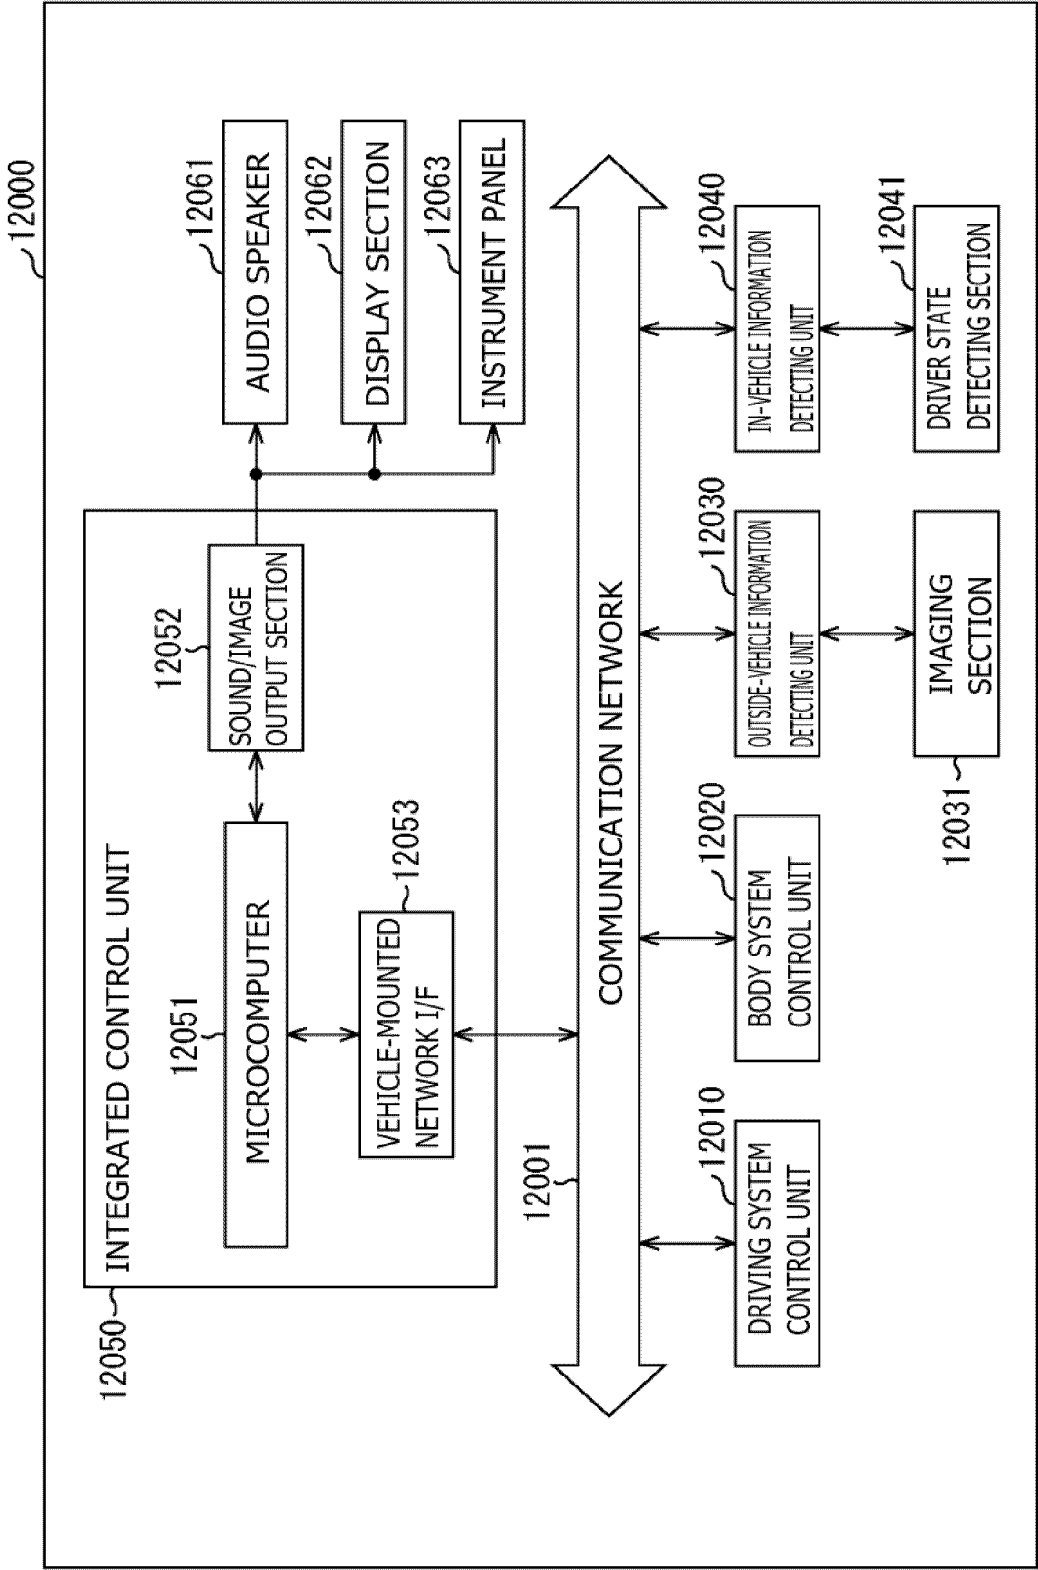 12000
12050
INTEGRATED CONTROL UNIT
12051
MICROCOMPUTER
12052
SOUND/IMAGE
OUTPUT SECTION
12053
VEHICLE-MOUNTED
NETWORK I/F
12061
AUDIO SPEAKER
12062
DISPLAY SECTION
12063
INSTRUMENT PANEL
12001
COMMUNICATION NETWORK
12010
DRIVING SYSTEM
CONTROL UNIT
12020
BODY SYSTEM
CONTROL UNIT
12030
OUTSIDE-VEHICLE INFORMATION
DETECTING UNIT
12040
IN-VEHICLE INFORMATION
DETECTING UNIT
12031
IMAGING
SECTION
12041
DRIVER STATE
DETECTING SECTION